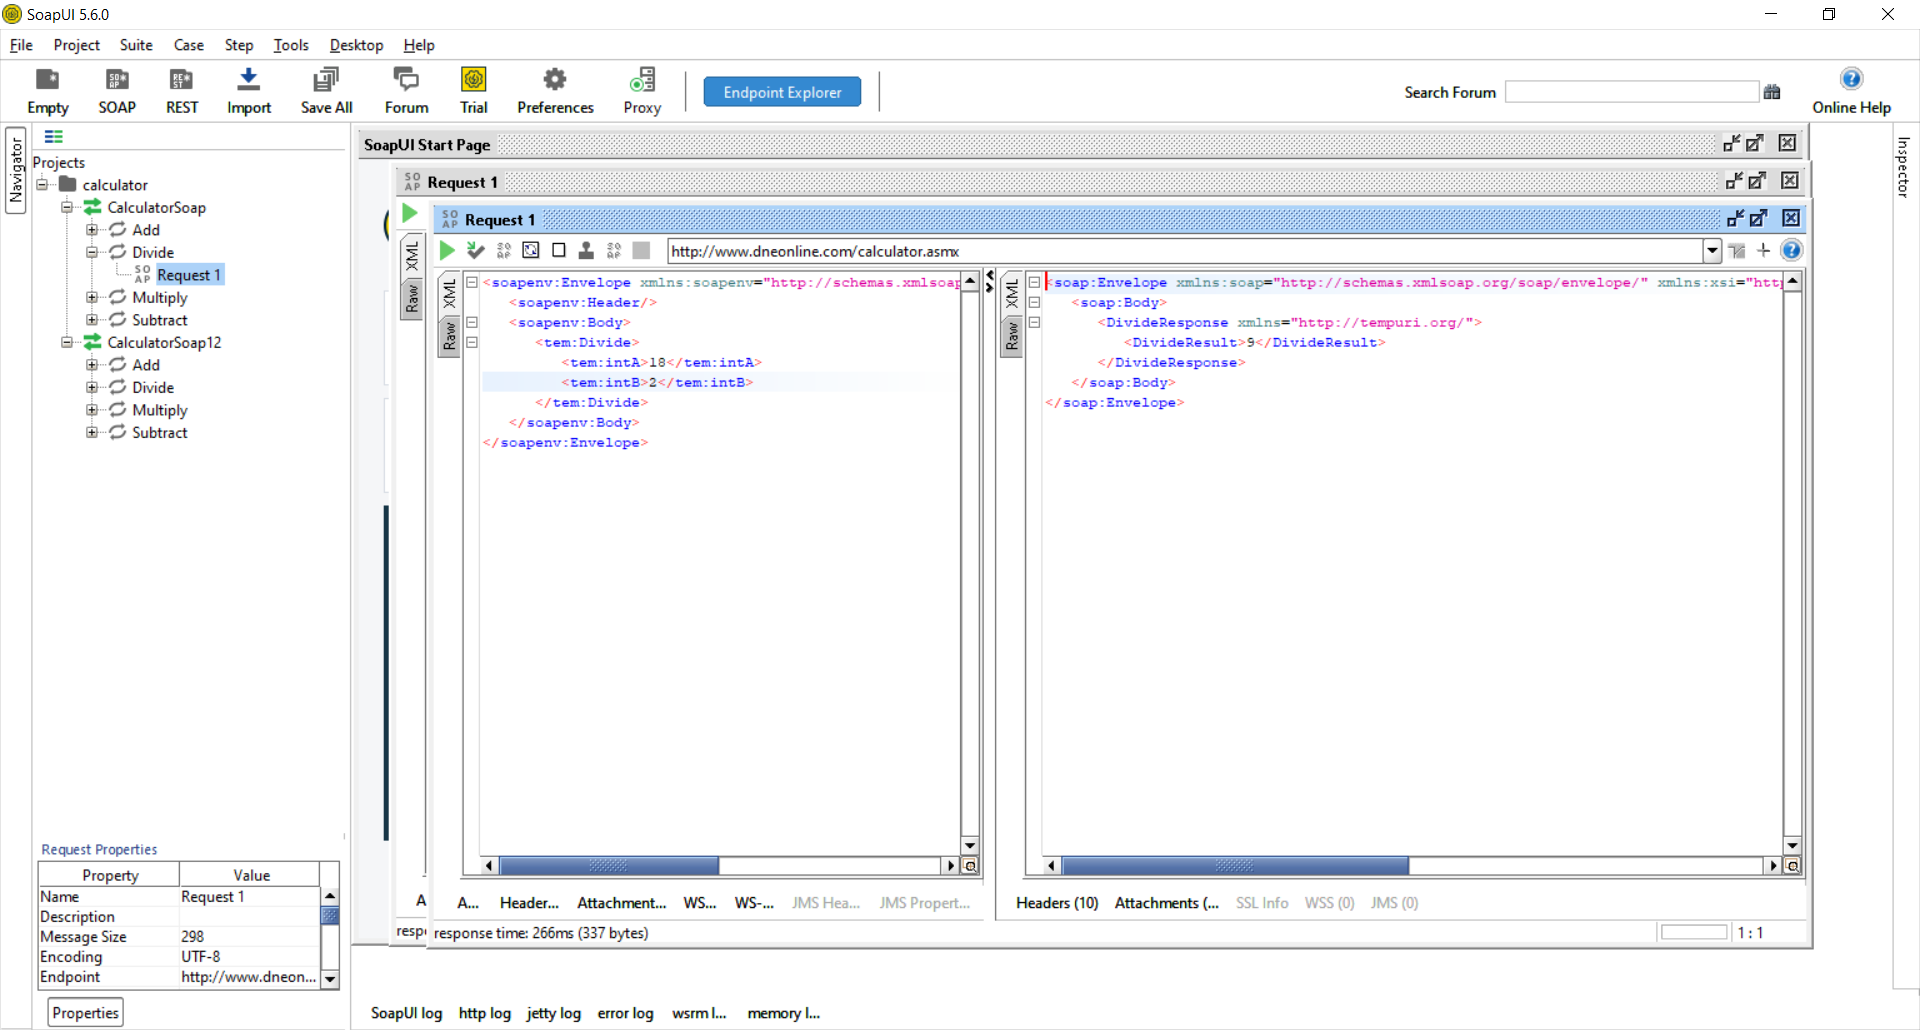 SoapUI 5.6.0
File Project Suite Case Step Tools Desktop Help
Empty SOAP REST Import Save All Forum Trial Preferences Proxy Endpoint Explorer Search Forum Online Help
Navigator
Inspector
Projects
calculator
CalculatorSoap
Add
Divide
SO
AP
Request 1
Multiply
Subtract
CalculatorSoap12
Add
Divide
Multiply
Subtract
Request Properties
Property Value
Name Request 1
Description
Message Size 298
Encoding UTF-8
Endpoint http://www.dneon...
Properties
SoapUI Start Page
Request 1
Request 1
http://www.dneonline.com/calculator.asmx
XML
Raw
XML
Raw
<soapenv:Envelope xmlns:soapenv="http://schemas.xmlsoap
<soapenv:Header/>
<soapenv:Body>
<tem:Divide>
<tem:intA>18</tem:intA>
<tem:intB>2</tem:intB>
</tem:Divide>
</soapenv:Body>
</soapenv:Envelope>
XML
Raw
<soap:Envelope xmlns:soap="http://schemas.xmlsoap.org/soap/envelope/" xmlns:xsi="http
<soap:Body>
<DivideResponse xmlns="http://tempuri.org/">
<DivideResult>9</DivideResult>
</DivideResponse>
</soap:Body>
</soap:Envelope>
A
A... Header... Attachment... WS... WS-... JMS Hea... JMS Propert...
Headers (10) Attachments (... SSL Info WSS (0) JMS (0)
resp
response time: 266ms (337 bytes)
1 : 1
SoapUI log http log jetty log error log wsrm l... memory l...